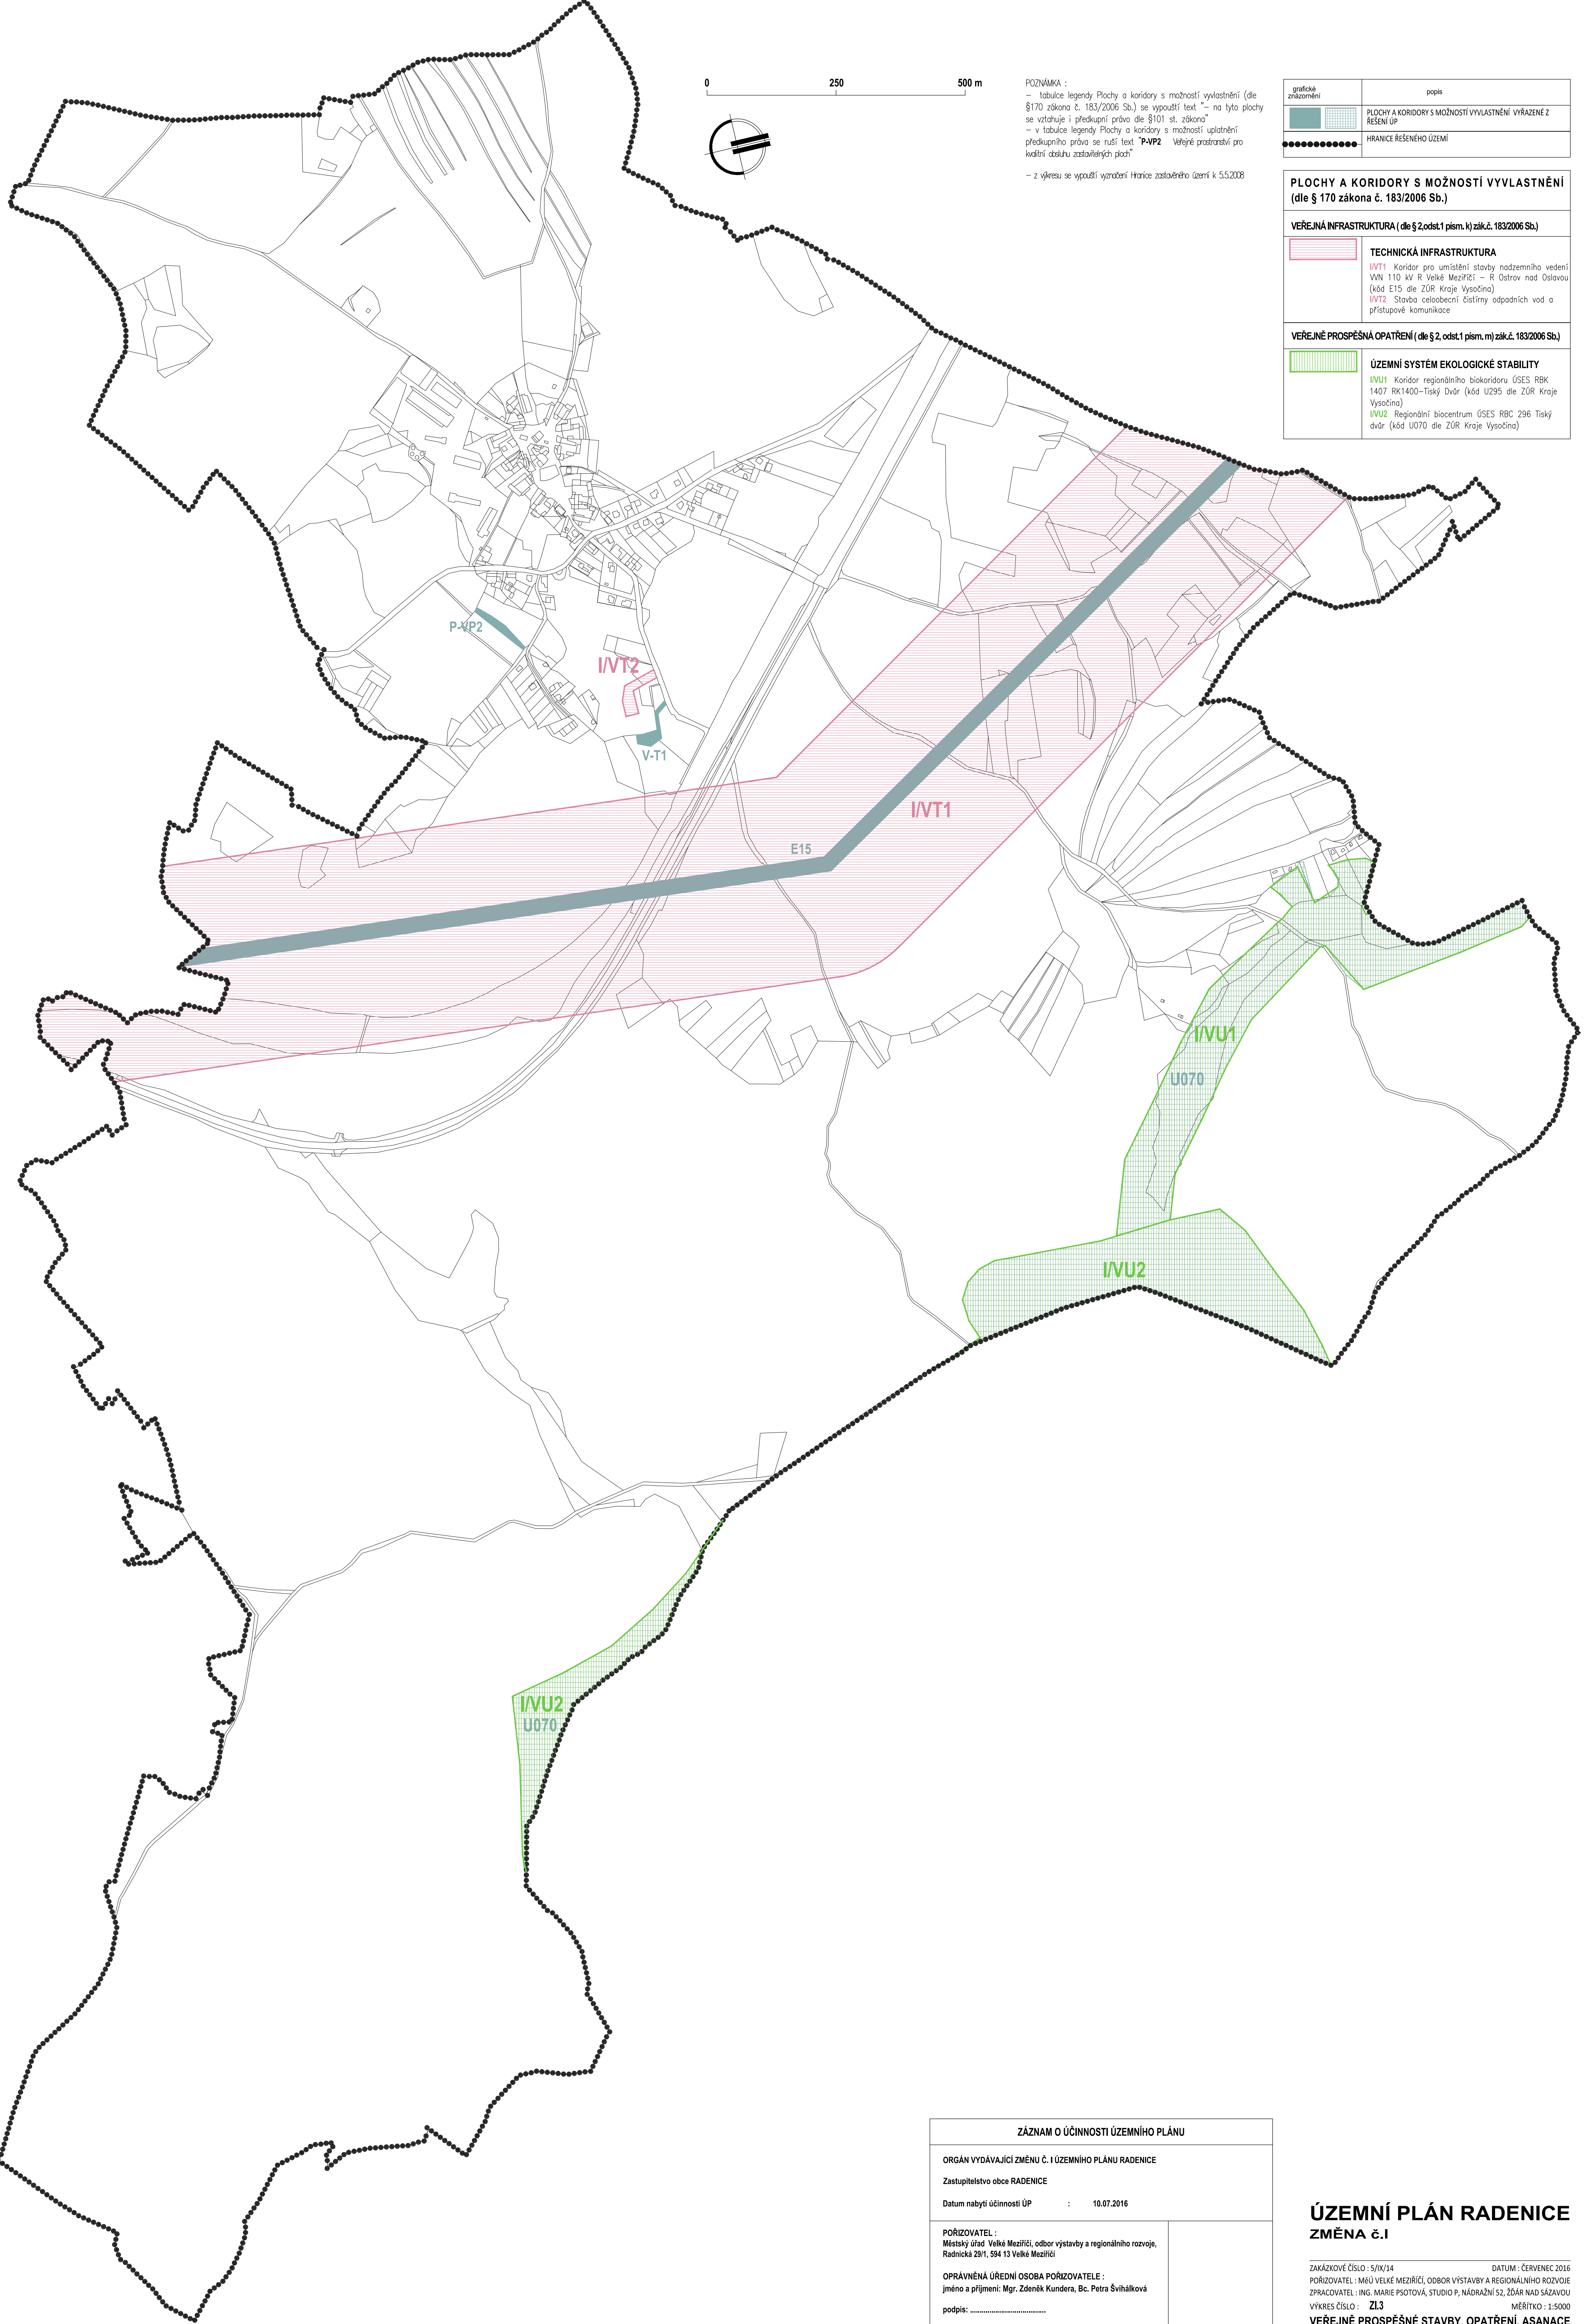 0 250 500 m
POZNÁMKA :
– tabulce legendy Plochy a koridory s možností vyvlastnění (dle
§170 zákona č. 183/2006 Sb.) se vypouští text "– na tyto plochy
se vztahuje i předkupní právo dle §101 st. zákona"
– v tabulce legendy Plochy a koridory s možností uplatnění
předkupního práva se ruší text "P-VP2 Veřejné prostranství pro
kvalitní obsluhu zastavitelných ploch"
– z výkresu se vypouští vyznačení Hranice zastavěného území k 5.5.2008
grafické
znázornění
popis
PLOCHY A KORIDORY S MOŽNOSTÍ VYVLASTNĚNÍ VYŘAZENÉ Z
ŘEŠENÍ ÚP
HRANICE ŘEŠENÉHO ÚZEMÍ
PLOCHY A KORIDORY S MOŽNOSTÍ VYVLASTNĚNÍ
(dle § 170 zákona č. 183/2006 Sb.)
VEŘEJNÁ INFRASTRUKTURA ( dle § 2,odst.1 písm. k) zák.č. 183/2006 Sb.)
TECHNICKÁ INFRASTRUKTURA
I/VT1 Koridor pro umístění stavby nadzemního vedení
VVN 110 kV R Velké Meziříčí – R Ostrov nad Oslavou
(kód E15 dle ZÚR Kraje Vysočina)
I/VT2 Stavba celoobecní čistírny odpadních vod a
přístupové komunikace
VEŘEJNĚ PROSPĚŠNÁ OPATŘENÍ ( dle § 2, odst.1 písm. m) zák.č. 183/2006 Sb.)
ÚZEMNÍ SYSTÉM EKOLOGICKÉ STABILITY
I/VU1 Koridor regionálního biokoridoru ÚSES RBK
1407 RK1400–Tiský Dvůr (kód U295 dle ZÚR Kraje
Vysočina)
I/VU2 Regionální biocentrum ÚSES RBC 296 Tiský
dvůr (kód U070 dle ZÚR Kraje Vysočina)
P-VP2
I/VT2
V-T1
I/VT1
E15
I/VU1
U070
I/VU2
I/VU2
U070
ZÁZNAM O ÚČINNOSTI ÚZEMNÍHO PLÁNU
ORGÁN VYDÁVAJÍCÍ ZMĚNU Č. I ÚZEMNÍHO PLÁNU RADENICE
Zastupitelstvo obce RADENICE
Datum nabytí účinnosti ÚP : 10.07.2016
POŘIZOVATEL :
Městský úřad Velké Meziříčí, odbor výstavby a regionálního rozvoje,
Radnická 29/1, 594 13 Velké Meziříčí
OPRÁVNĚNÁ ÚŘEDNÍ OSOBA POŘIZOVATELE :
jméno a příjmení: Mgr. Zdeněk Kundera, Bc. Petra Švihálková
podpis: ....................................
ÚZEMNÍ PLÁN RADENICE
ZMĚNA č.I
ZAKÁZKOVÉ ČÍSLO : 5/IX/14 DATUM : ČERVENEC 2016
POŘIZOVATEL : MěÚ VELKÉ MEZIŘÍČÍ, ODBOR VÝSTAVBY A REGIONÁLNÍHO ROZVOJE
ZPRACOVATEL : ING. MARIE PSOTOVÁ, STUDIO P, NÁDRAŽNÍ 52, ŽĎÁR NAD SÁZAVOU
VÝKRES ČÍSLO : ZI.3 MĚŘÍTKO : 1:5000
VEŘEJNĚ PROSPĚŠNÉ STAVBY, OPATŘENÍ, ASANACE